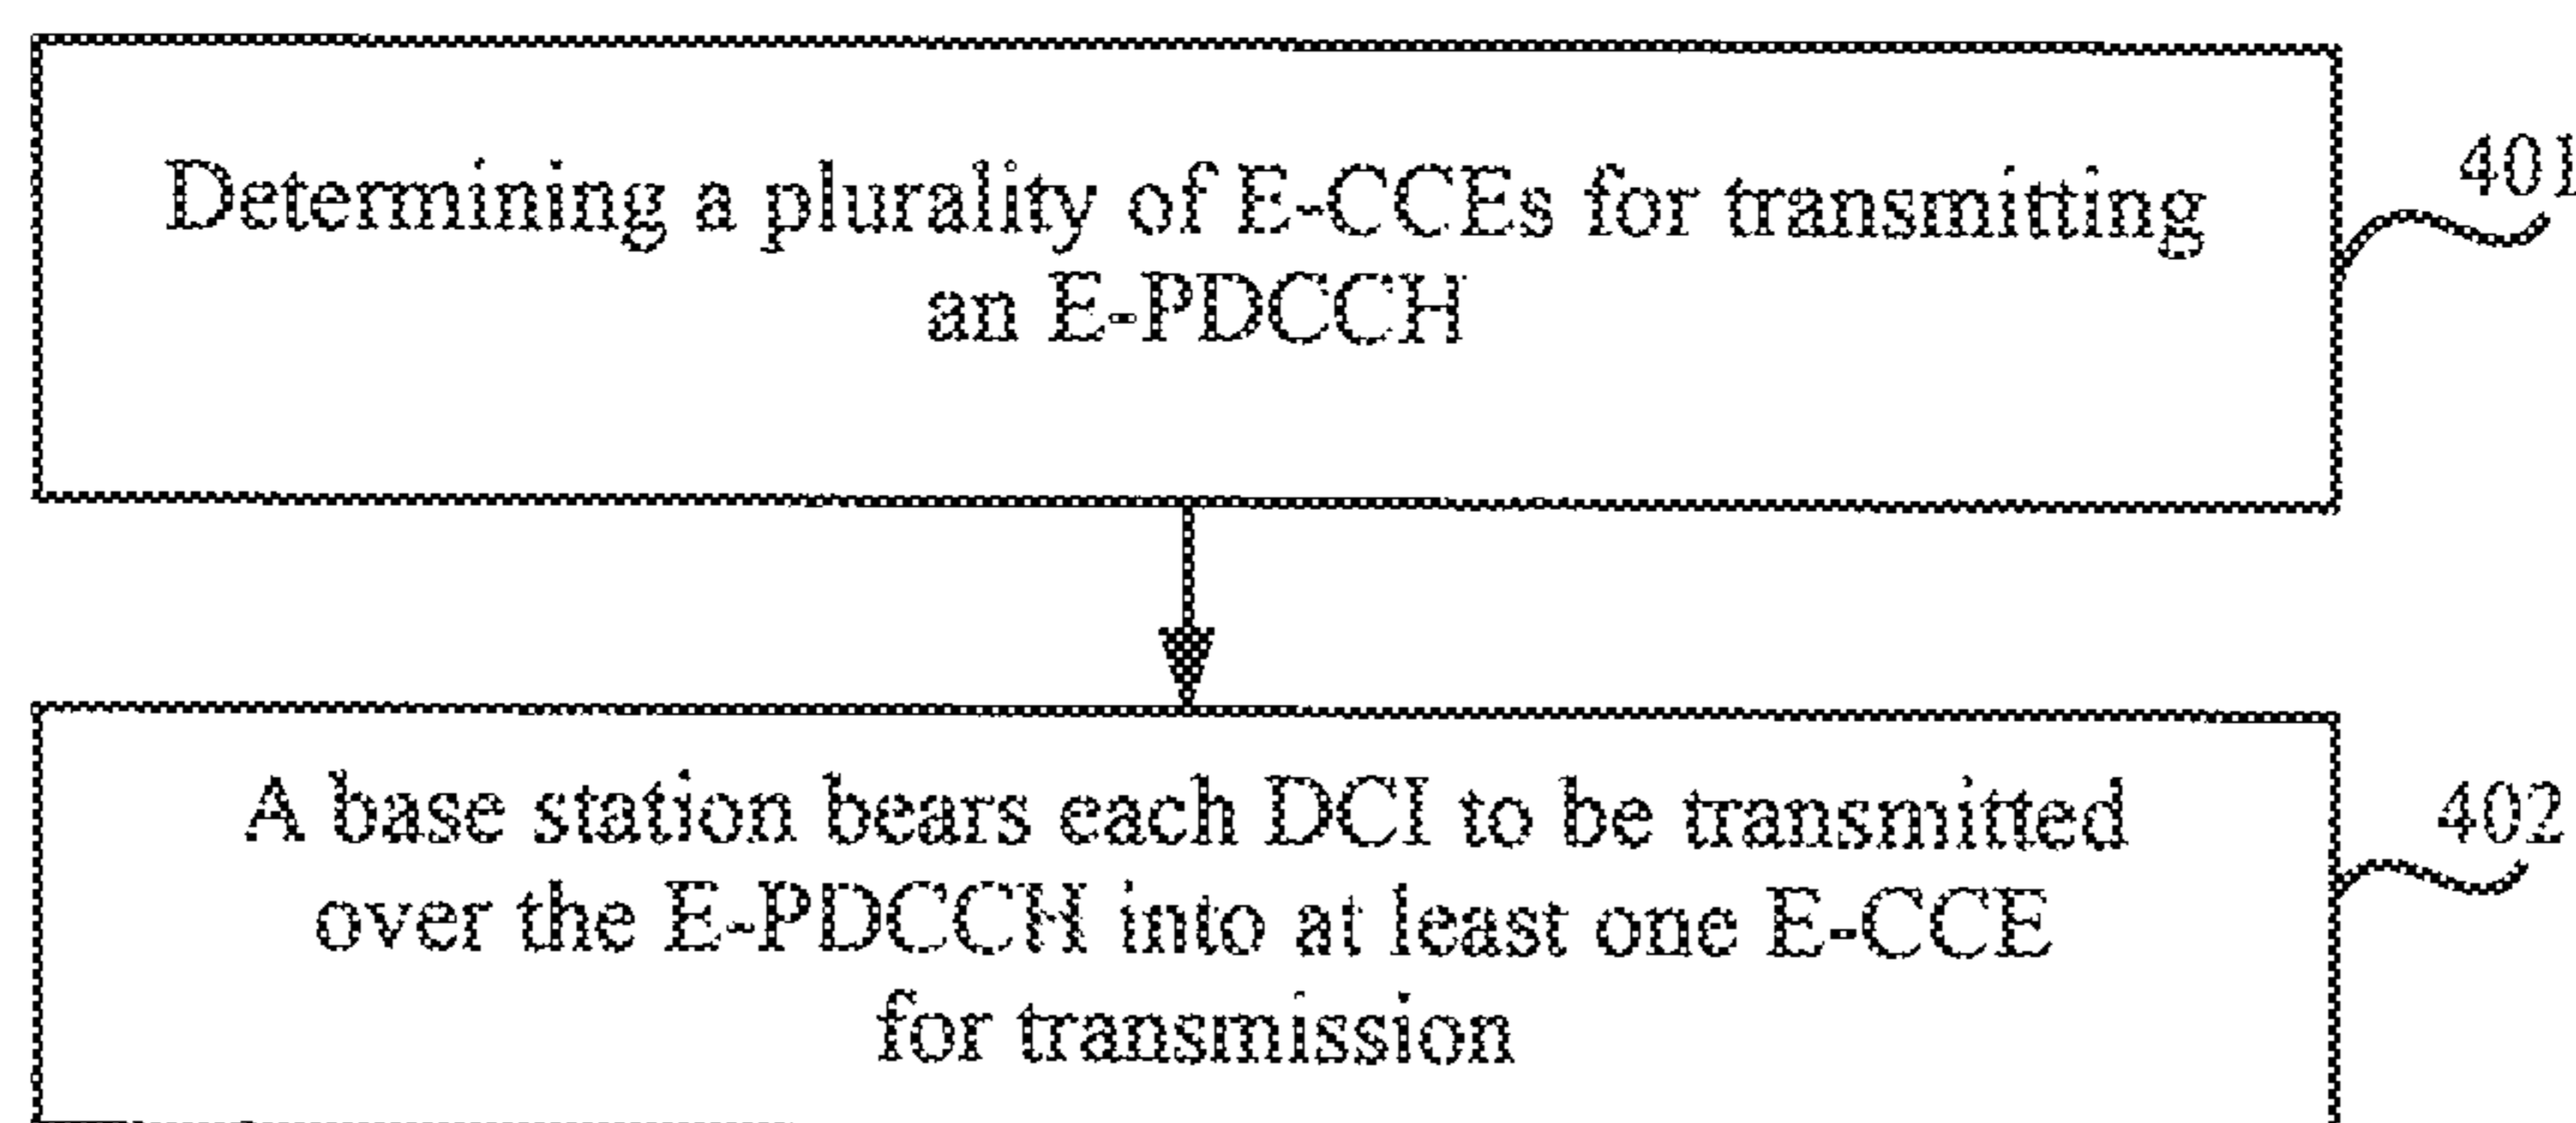 Determining a plurality of E-CCEs for transmitting
an E-PDCCH
401
A base station bears each DCI to be transmitted
over the E-PDCCH into at least one E-CCE
for transmission
402